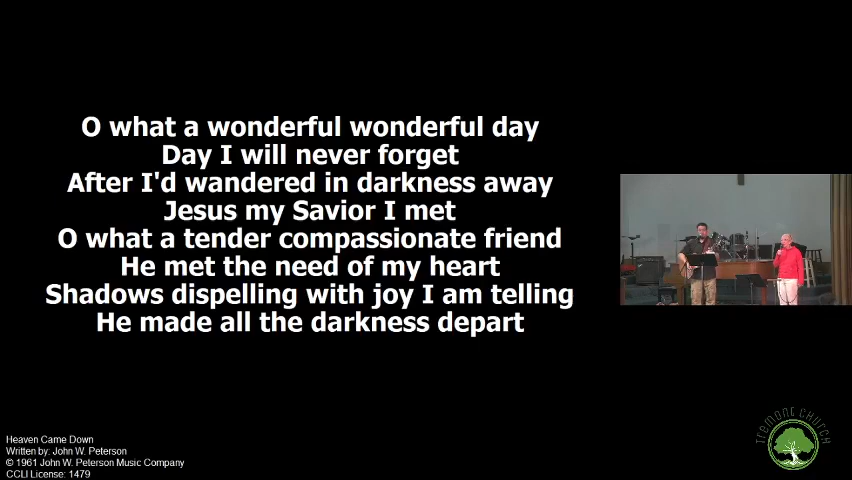 O what a wonderful wonderful day
Day I will never forget
After I'd wandered in darkness away
Jesus my Savior I met
O what a tender compassionate friend
He met the need of my heart
Shadows dispelling with joy I am telling
He made all the darkness depart
Heaven Came Down
Written by: John W. Peterson
© 1961 John W. Peterson Music Company
CCLI License: 1479
TREMONT CHURCH